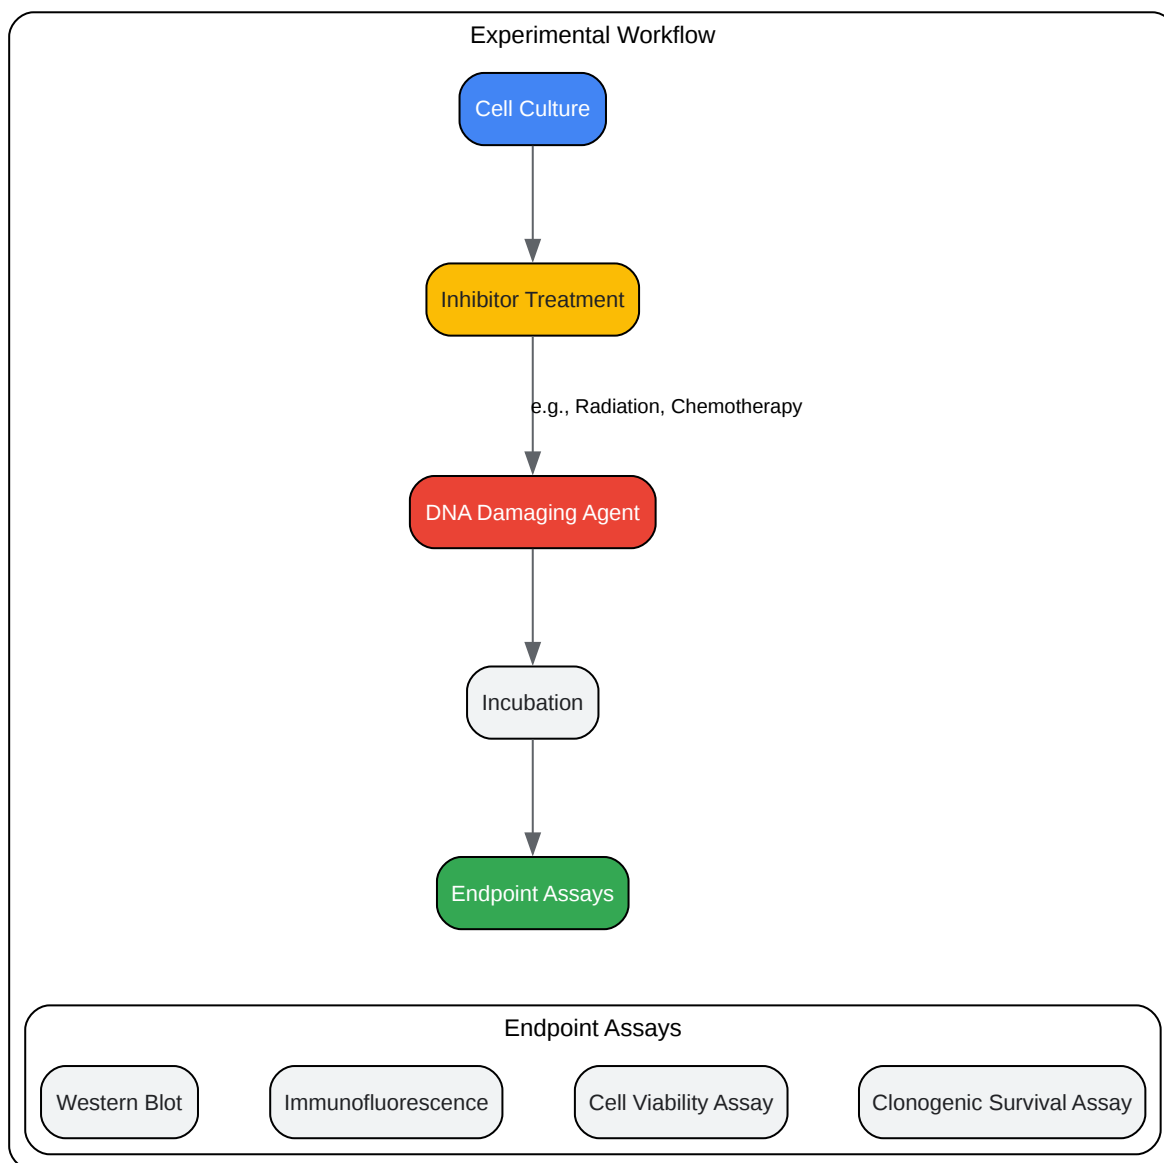 Experimental Workflow
Cell Culture
Inhibitor Treatment
e.g., Radiation, Chemotherapy
DNA Damaging Agent
Incubation
Endpoint Assays
Endpoint Assays
Western Blot
Immunofluorescence
Cell Viability Assay
Clonogenic Survival Assay